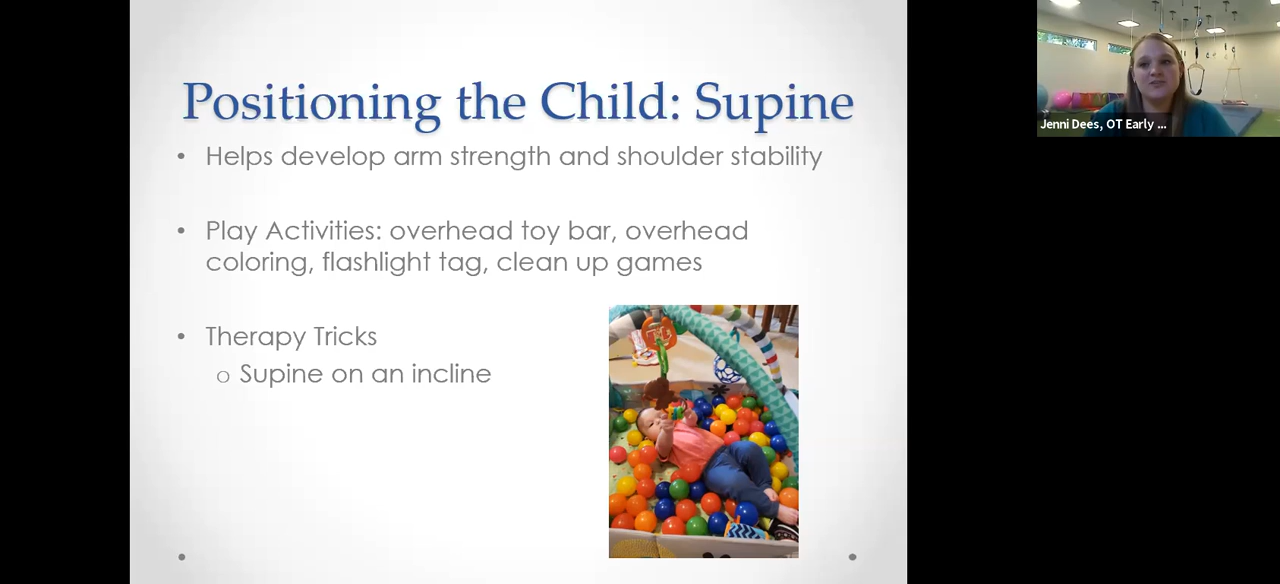 Positioning the Child: Supine
• Helps develop arm strength and shoulder stability
• Play Activities: overhead toy bar, overhead
coloring, flashlight tag, clean up games
• Therapy Tricks
o Supine on an incline
Jenni Dees, OT Early ...